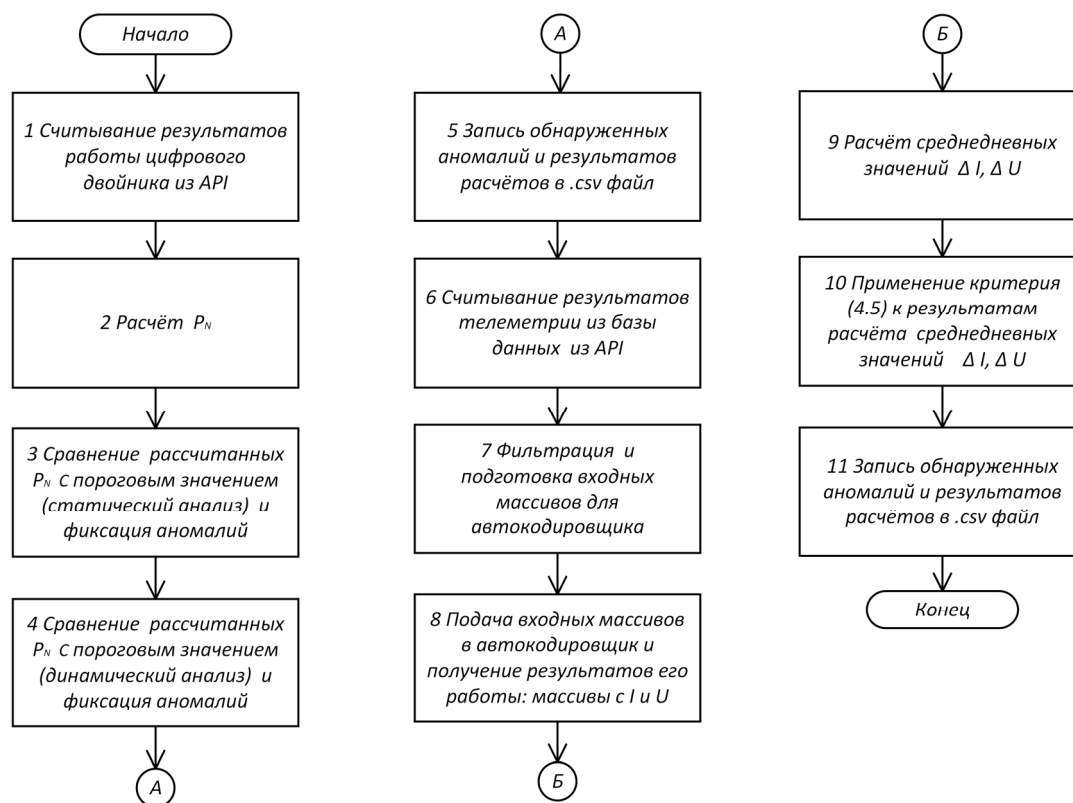 Начало
1 Считывание результатов
работы цифрового
двойника из API
2 Расчёт P_N
3 Сравнение рассчитанных
P_N с пороговым значением
(статический анализ) и
фиксация аномалий
4 Сравнение рассчитанных
P_N с пороговым значением
(динамический анализ) и
фиксация аномалий
А
А
5 Запись обнаруженных
аномалий и результатов
расчётов в .csv файл
6 Считывание результатов
телеметрии из базы
данных из API
7 Фильтрация и
подготовка входных
массивов для
автокодировщика
8 Подача входных массивов
в автокодировщик и
получение результатов его
работы: массивы с I и U
Б
Б
9 Расчёт среднедневных
значений Δ I, Δ U
10 Применение критерия
(4.5) к результатам
расчёта среднедневных
значений Δ I, Δ U
11 Запись обнаруженных
аномалий и результатов
расчётов в .csv файл
Конец